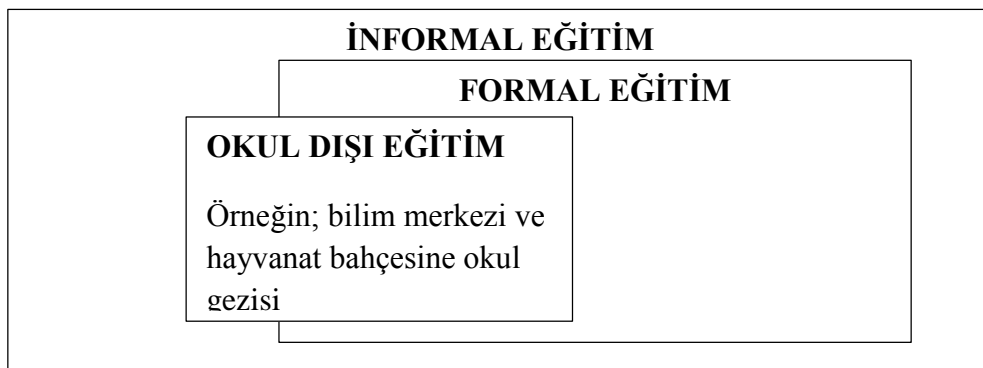 İNFORMAL EĞİTİM
FORMAL EĞİTİM
OKUL DIŞI EĞİTİM
Örneğin; bilim merkezi ve
hayvanat bahçesine okul
gezisi